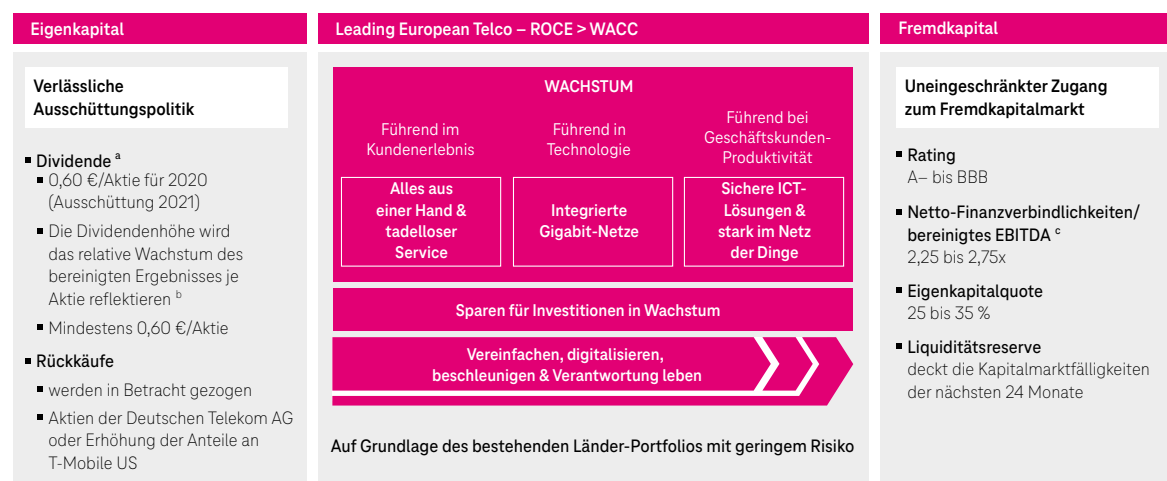 Eigenkapital
Verlässliche
Ausschüttungspolitik
▪ Dividende ᵃ
▪ 0,60 €/Aktie für 2020
(Ausschüttung 2021)
▪ Die Dividendenhöhe wird
das relative Wachstum des
bereinigten Ergebnisses je
Aktie reflektieren ᵇ
▪ Mindestens 0,60 €/Aktie
▪ Rückkäufe
▪ werden in Betracht gezogen
▪ Aktien der Deutschen Telekom AG
oder Erhöhung der Anteile an
T-Mobile US
Leading European Telco – ROCE > WACC
WACHSTUM
Führend im
Kundenerlebnis
Alles aus
einer Hand &
tadelloser
Service
Führend in
Technologie
Integrierte
Gigabit-Netze
Führend bei
Geschäftskunden-
Produktivität
Sichere ICT-
Lösungen &
stark im Netz
der Dinge
Sparen für Investitionen in Wachstum
Vereinfachen, digitalisieren,
beschleunigen & Verantwortung leben
Auf Grundlage des bestehenden Länder-Portfolios mit geringem Risiko
Fremdkapital
Uneingeschränkter Zugang
zum Fremdkapitalmarkt
▪ Rating
A– bis BBB
▪ Netto-Finanzverbindlichkeiten/
bereinigtes EBITDA ᶜ
2,25 bis 2,75x
▪ Eigenkapitalquote
25 bis 35 %
▪ Liquiditätsreserve
deckt die Kapitalmarktfälligkeiten
der nächsten 24 Monate